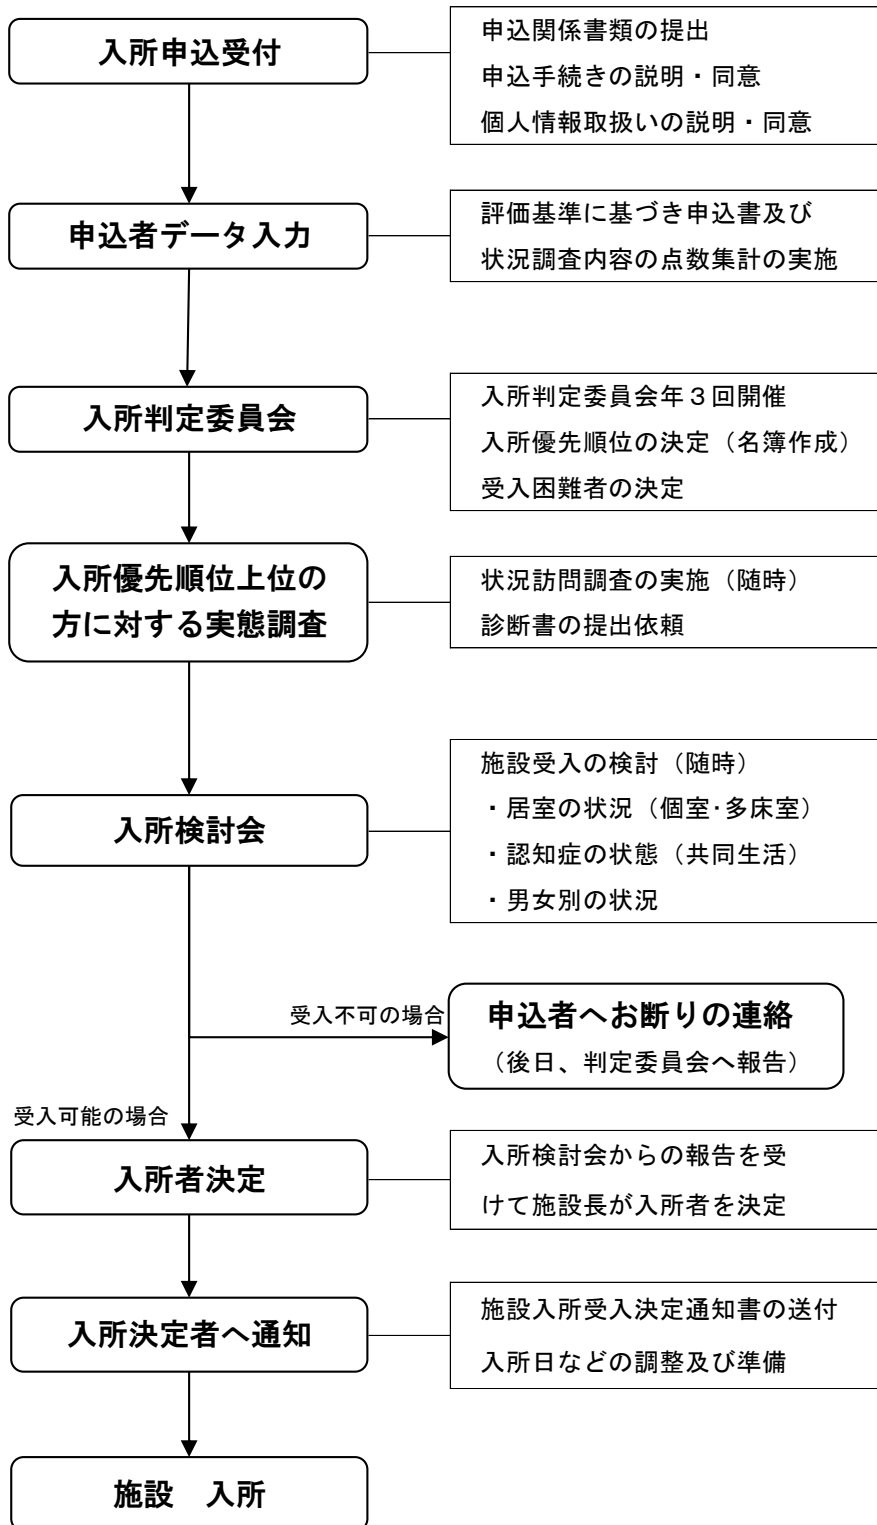 入所申込受付
申込関係書類の提出
申込手続きの説明・同意
個人情報取扱いの説明・同意
申込者データ入力
評価基準に基づき申込書及び
状況調査内容の点数集計の実施
入所判定委員会
入所判定委員会年３回開催
入所優先順位の決定（名簿作成）
受入困難者の決定
入所優先順位上位の
方に対する実態調査
状況訪問調査の実施（随時）
診断書の提出依頼
入所検討会
施設受入の検討（随時）
・居室の状況（個室･多床室）
・認知症の状態（共同生活）
・男女別の状況
受入不可の場合
申込者へお断りの連絡
（後日、判定委員会へ報告）
受入可能の場合
入所者決定
入所検討会からの報告を受
けて施設長が入所者を決定
入所決定者へ通知
施設入所受入決定通知書の送付
入所日などの調整及び準備
施設　入所